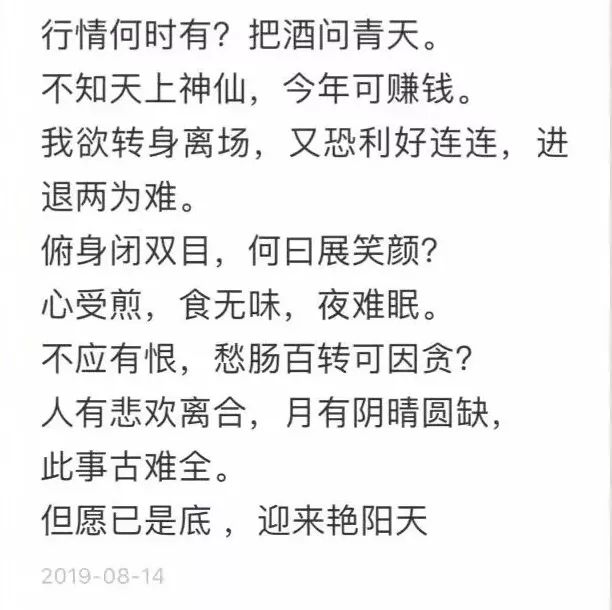 行情何时有？把酒问青天。
不知天上神仙，今年可赚钱。
我欲转身离场，又恐利好连连，进
退两为难。
俯身闭双目，何曰展笑颜？
心受煎，食无味，夜难眠。
不应有恨，愁肠百转可因贪？
人有悲欢离合，月有阴晴圆缺，
此事古难全。
但愿已是底，迎来艳阳天
2019-08-14